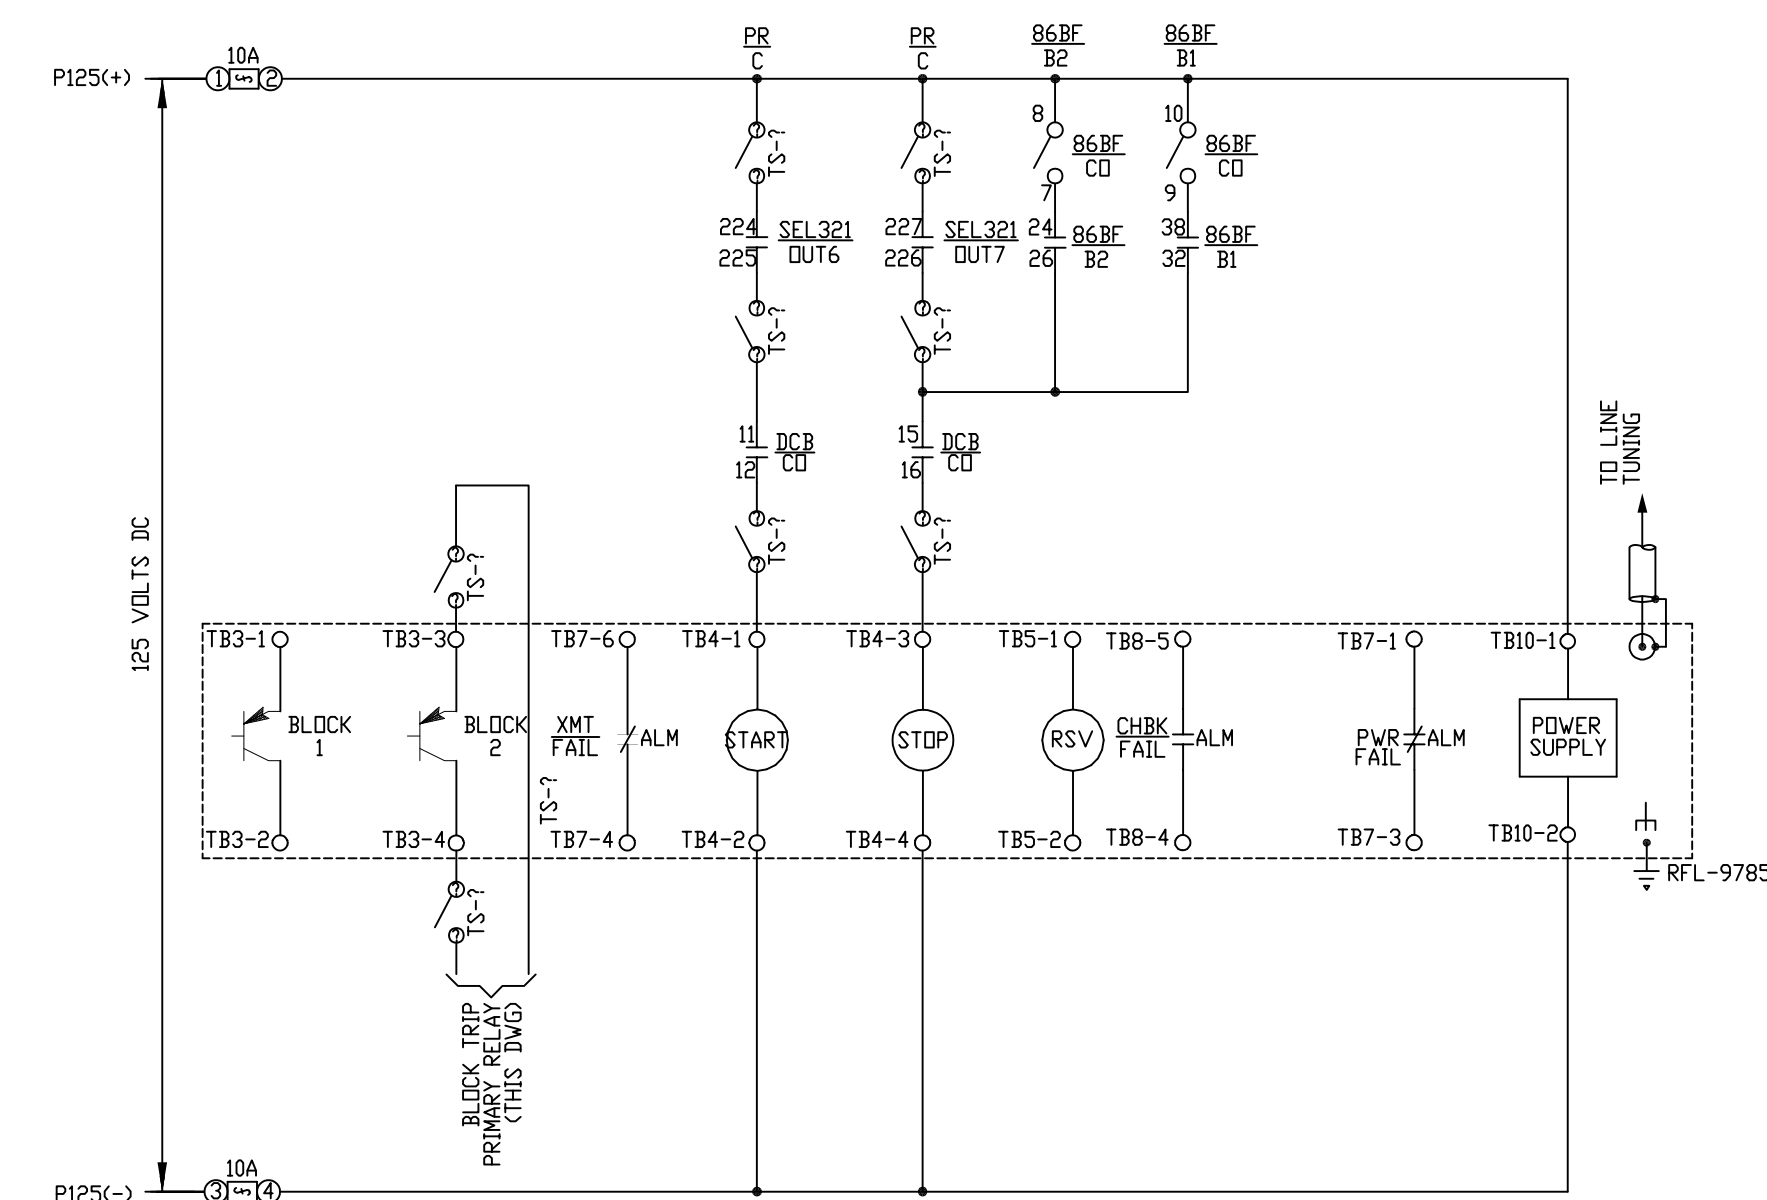 PR
C
PR
C
86BF
B2
86BF
B1
10A
P125(+)
1
2
8
10
TS-?
TS-?
86BF
CO
86BF
CO
7
9
224
225
SEL321
OUT6
227
226
SEL321
OUT7
24
26
86BF
B2
38
32
86BF
B1
TS-?
TS-?
11
12
DCB
CO
15
16
DCB
CO
TO LINE
TUNING
125 VOLTS DC
TS-?
TS-?
TS-?
TB3-1
TB3-3
TB7-6
TB4-1
TB4-3
TB5-1
TB8-5
TB7-1
TB10-1
BLOCK
1
BLOCK
2
XMT
FAIL
ALM
START
STOP
RSV
CHBK
FAIL
ALM
PWR
FAIL
ALM
POWER
SUPPLY
TS-?
TB3-2
TB3-4
TB7-4
TB4-2
TB4-4
TB5-2
TB8-4
TB7-3
TB10-2
RFL-9785
TS-?
BLOCK TRIP
PRIMARY RELAY
(THIS DWG)
10A
P125(-)
3
4